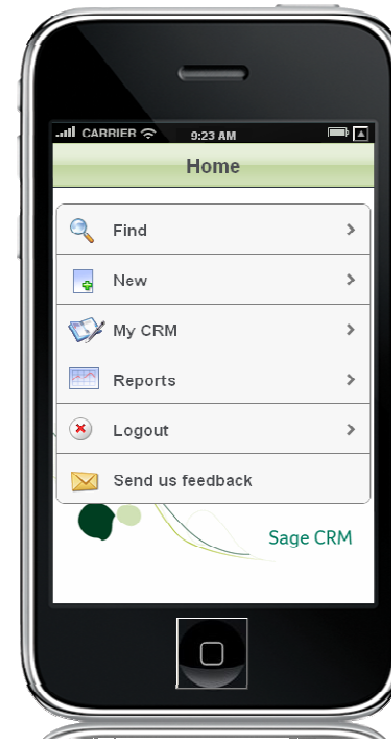 CARRIER 9:23 AM
Home
Find
New
My CRM
Reports
Logout
Send us feedback
Sage CRM